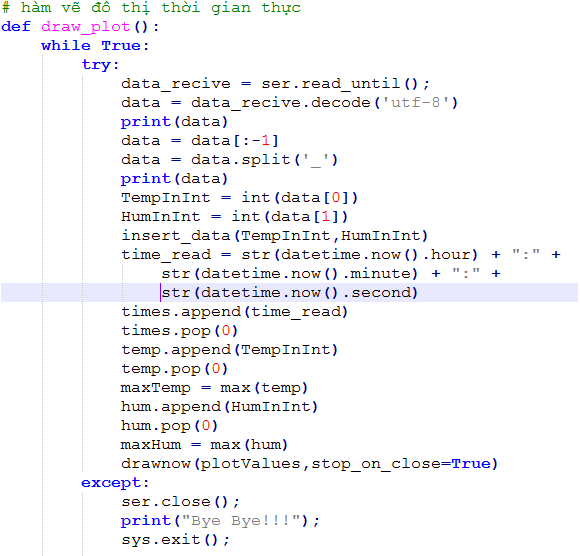 # hàm vẽ đồ thị thời gian thực
def draw_plot():
    while True:
        try:
            data_recive = ser.read_until();
            data = data_recive.decode('utf-8')
            print(data)
            data = data[:-1]
            data = data.split('_')
            print(data)
            TempInInt = int(data[0])
            HumInInt = int(data[1])
            insert_data(TempInInt,HumInInt)
            time_read = str(datetime.now().hour) + ":" +
                str(datetime.now().minute) + ":" +
                str(datetime.now().second)
            times.append(time_read)
            times.pop(0)
            temp.append(TempInInt)
            temp.pop(0)
            maxTemp = max(temp)
            hum.append(HumInInt)
            hum.pop(0)
            maxHum = max(hum)
            drawnow(plotValues,stop_on_close=True)
        except:
            ser.close();
            print("Bye Bye!!!");
            sys.exit();